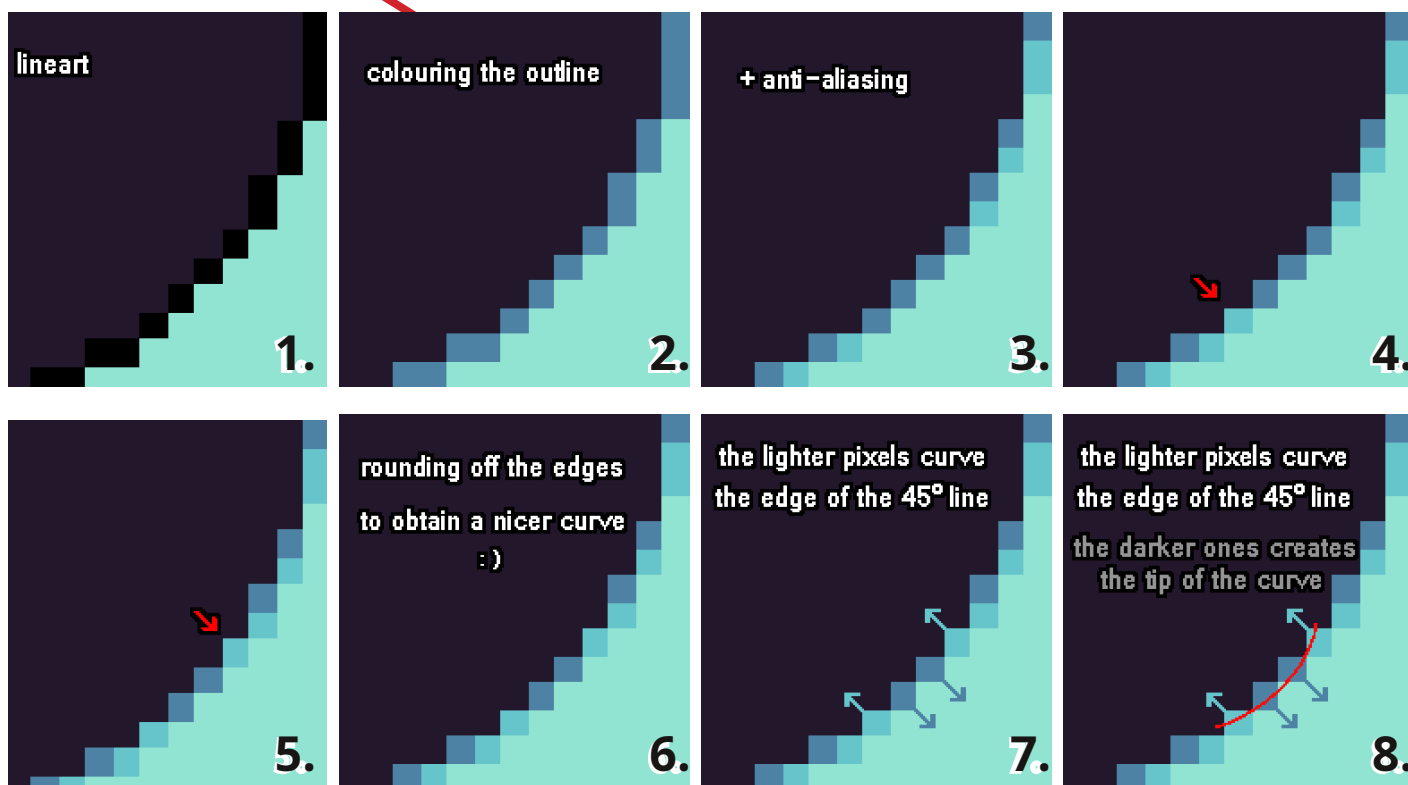 lineart
1.
colouring the outline
2.
+ anti-aliasing
3.
4.
5.
rounding off the edges
to obtain a nicer curve
:)
6.
the lighter pixels curve
the edge of the 45° line
7.
the lighter pixels curve
the edge of the 45° line
the darker ones creates
the tip of the curve
8.